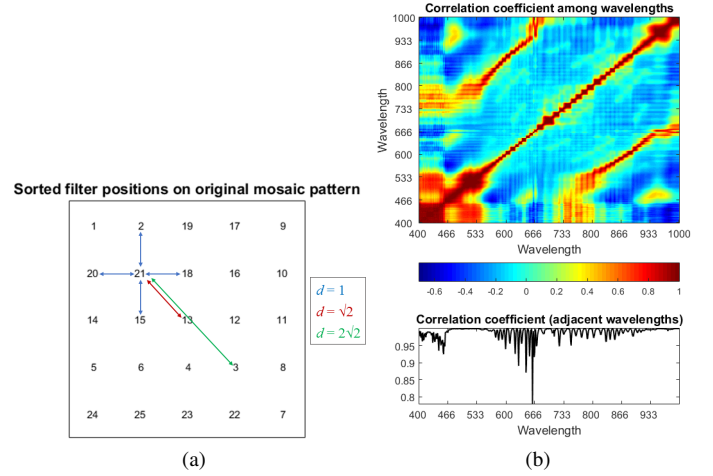 Sorted filter positions on original mosaic pattern
1 2 19 17 9
20 21 18 16 10
14 15 13 12 11
5 6 4 3 8
24 25 23 22 7
d = 1
d = √2
d = 2√2
(a)
Correlation coefficient among wavelengths
Wavelength
1000
933
866
800
733
666
600
533
466
400
400 466 533 600 666 733 800 866 933 1000
Wavelength
-0.6 -0.4 -0.2 0 0.2 0.4 0.6 0.8 1
Correlation coefficient (adjacent wavelengths)
0.95
0.9
0.85
0.8
400 466 533 600 666 733 800 866 933
Wavelength
(b)